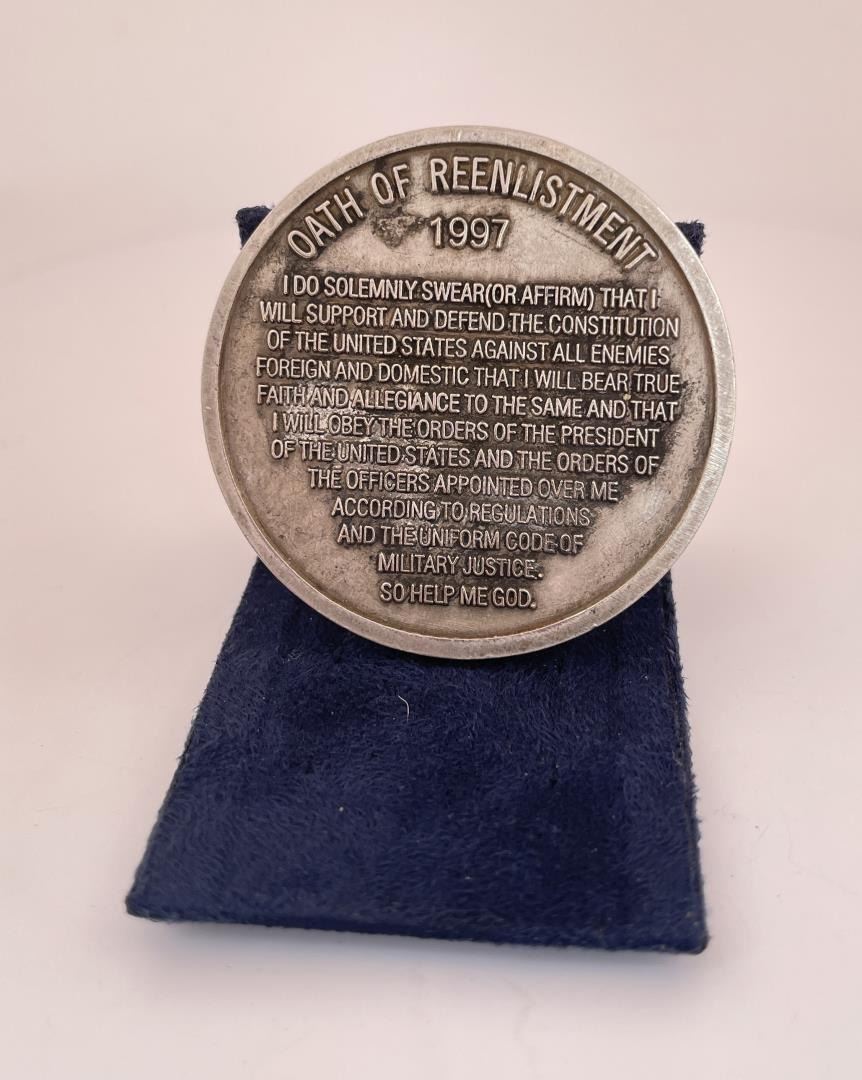 OATH OF REENLISTMENT
1997
I DO SOLEMNLY SWEAR(OR AFFIRM) THAT I
WILL SUPPORT AND DEFEND THE CONSTITUTION
OF THE UNITED STATES AGAINST ALL ENEMIES
FOREIGN AND DOMESTIC THAT I WILL BEAR TRUE
FAITH AND ALLEGIANCE TO THE SAME AND THAT
I WILL OBEY THE ORDERS OF THE PRESIDENT
OF THE UNITED STATES AND THE ORDERS OF
THE OFFICERS APPOINTED OVER ME
ACCORDING TO REGULATIONS
AND THE UNIFORM CODE OF
MILITARY JUSTICE.
SO HELP ME GOD.